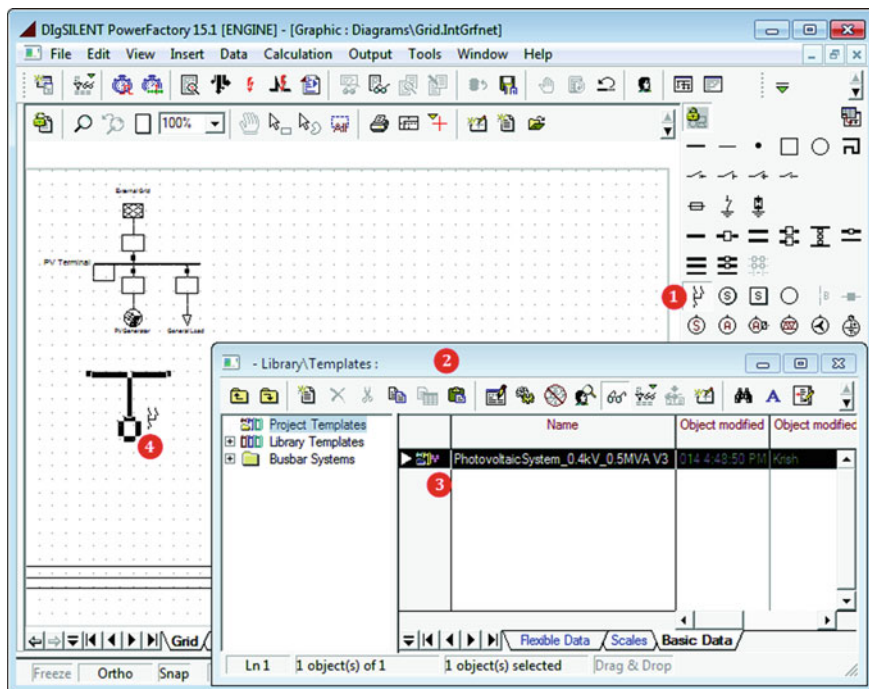 DIgSILENT PowerFactory 15.1 [ENGINE] - [Graphic : Diagrams\Grid.IntGrfnet]
File Edit View Insert Data Calculation Output Tools Window Help
100%
External Grid
PV Terminal
PV Generator General Load
1
S S B
S A A
- Library\Templates : 2
Project Templates
Library Templates
Busbar Systems
Name Object modified Object modified
PhotovoltaicSystem_0.4kV_0.5MVA V3 014 4:48:50 PM Krish
3
4
Flexible Data Scales Basic Data
Grid
Ln 1 1 object(s) of 1 1 object(s) selected Drag & Drop
Freeze Ortho Snap